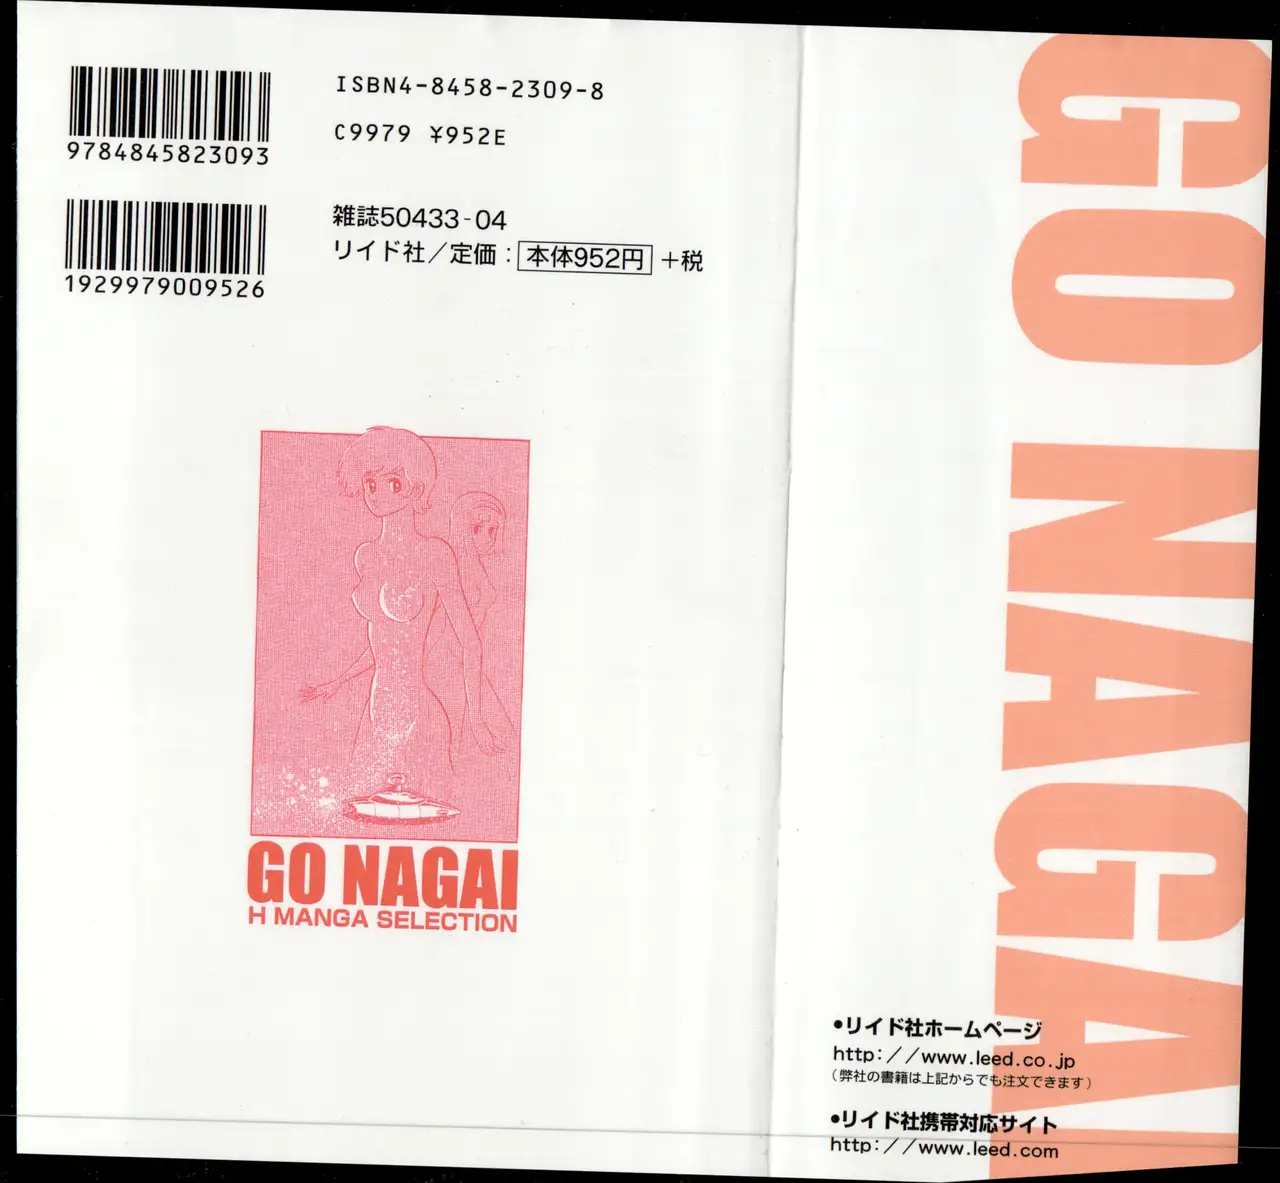 ISBN4-8458-2309-8
C9979 ¥952E
9784845823093
雑誌50433-04
リイド社／定価：本体952円+税
1929979009526
GO NAGAI
H MANGA SELECTION
GO NAGAI
●リイド社ホームページ
http://www.leed.co.jp
（弊社の書籍は上記からでも注文できます）
●リイド社携帯対応サイト
http://www.leed.com